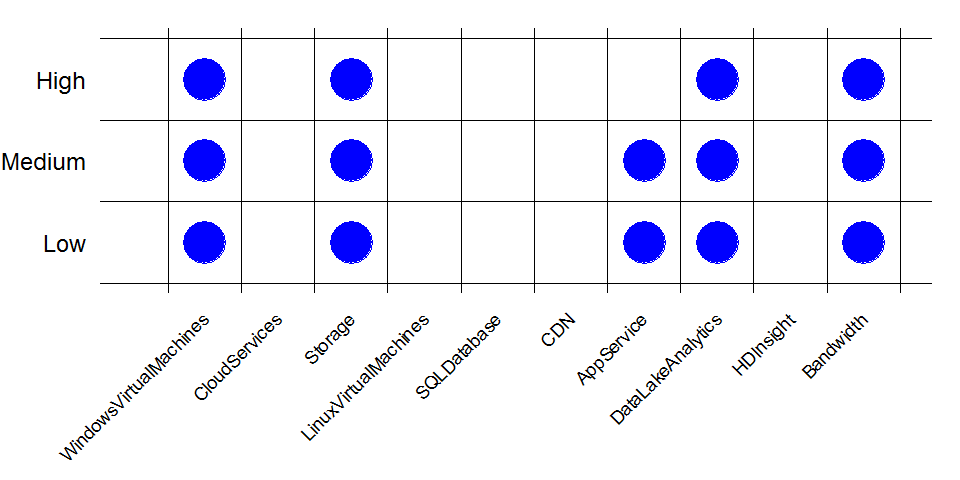 High
Medium
Low
WindowsVirtualMachines
CloudServices
Storage
LinuxVirtualMachines
SQLDatabase
CDN
AppService
DataLakeAnalytics
HDInsight
Bandwidth